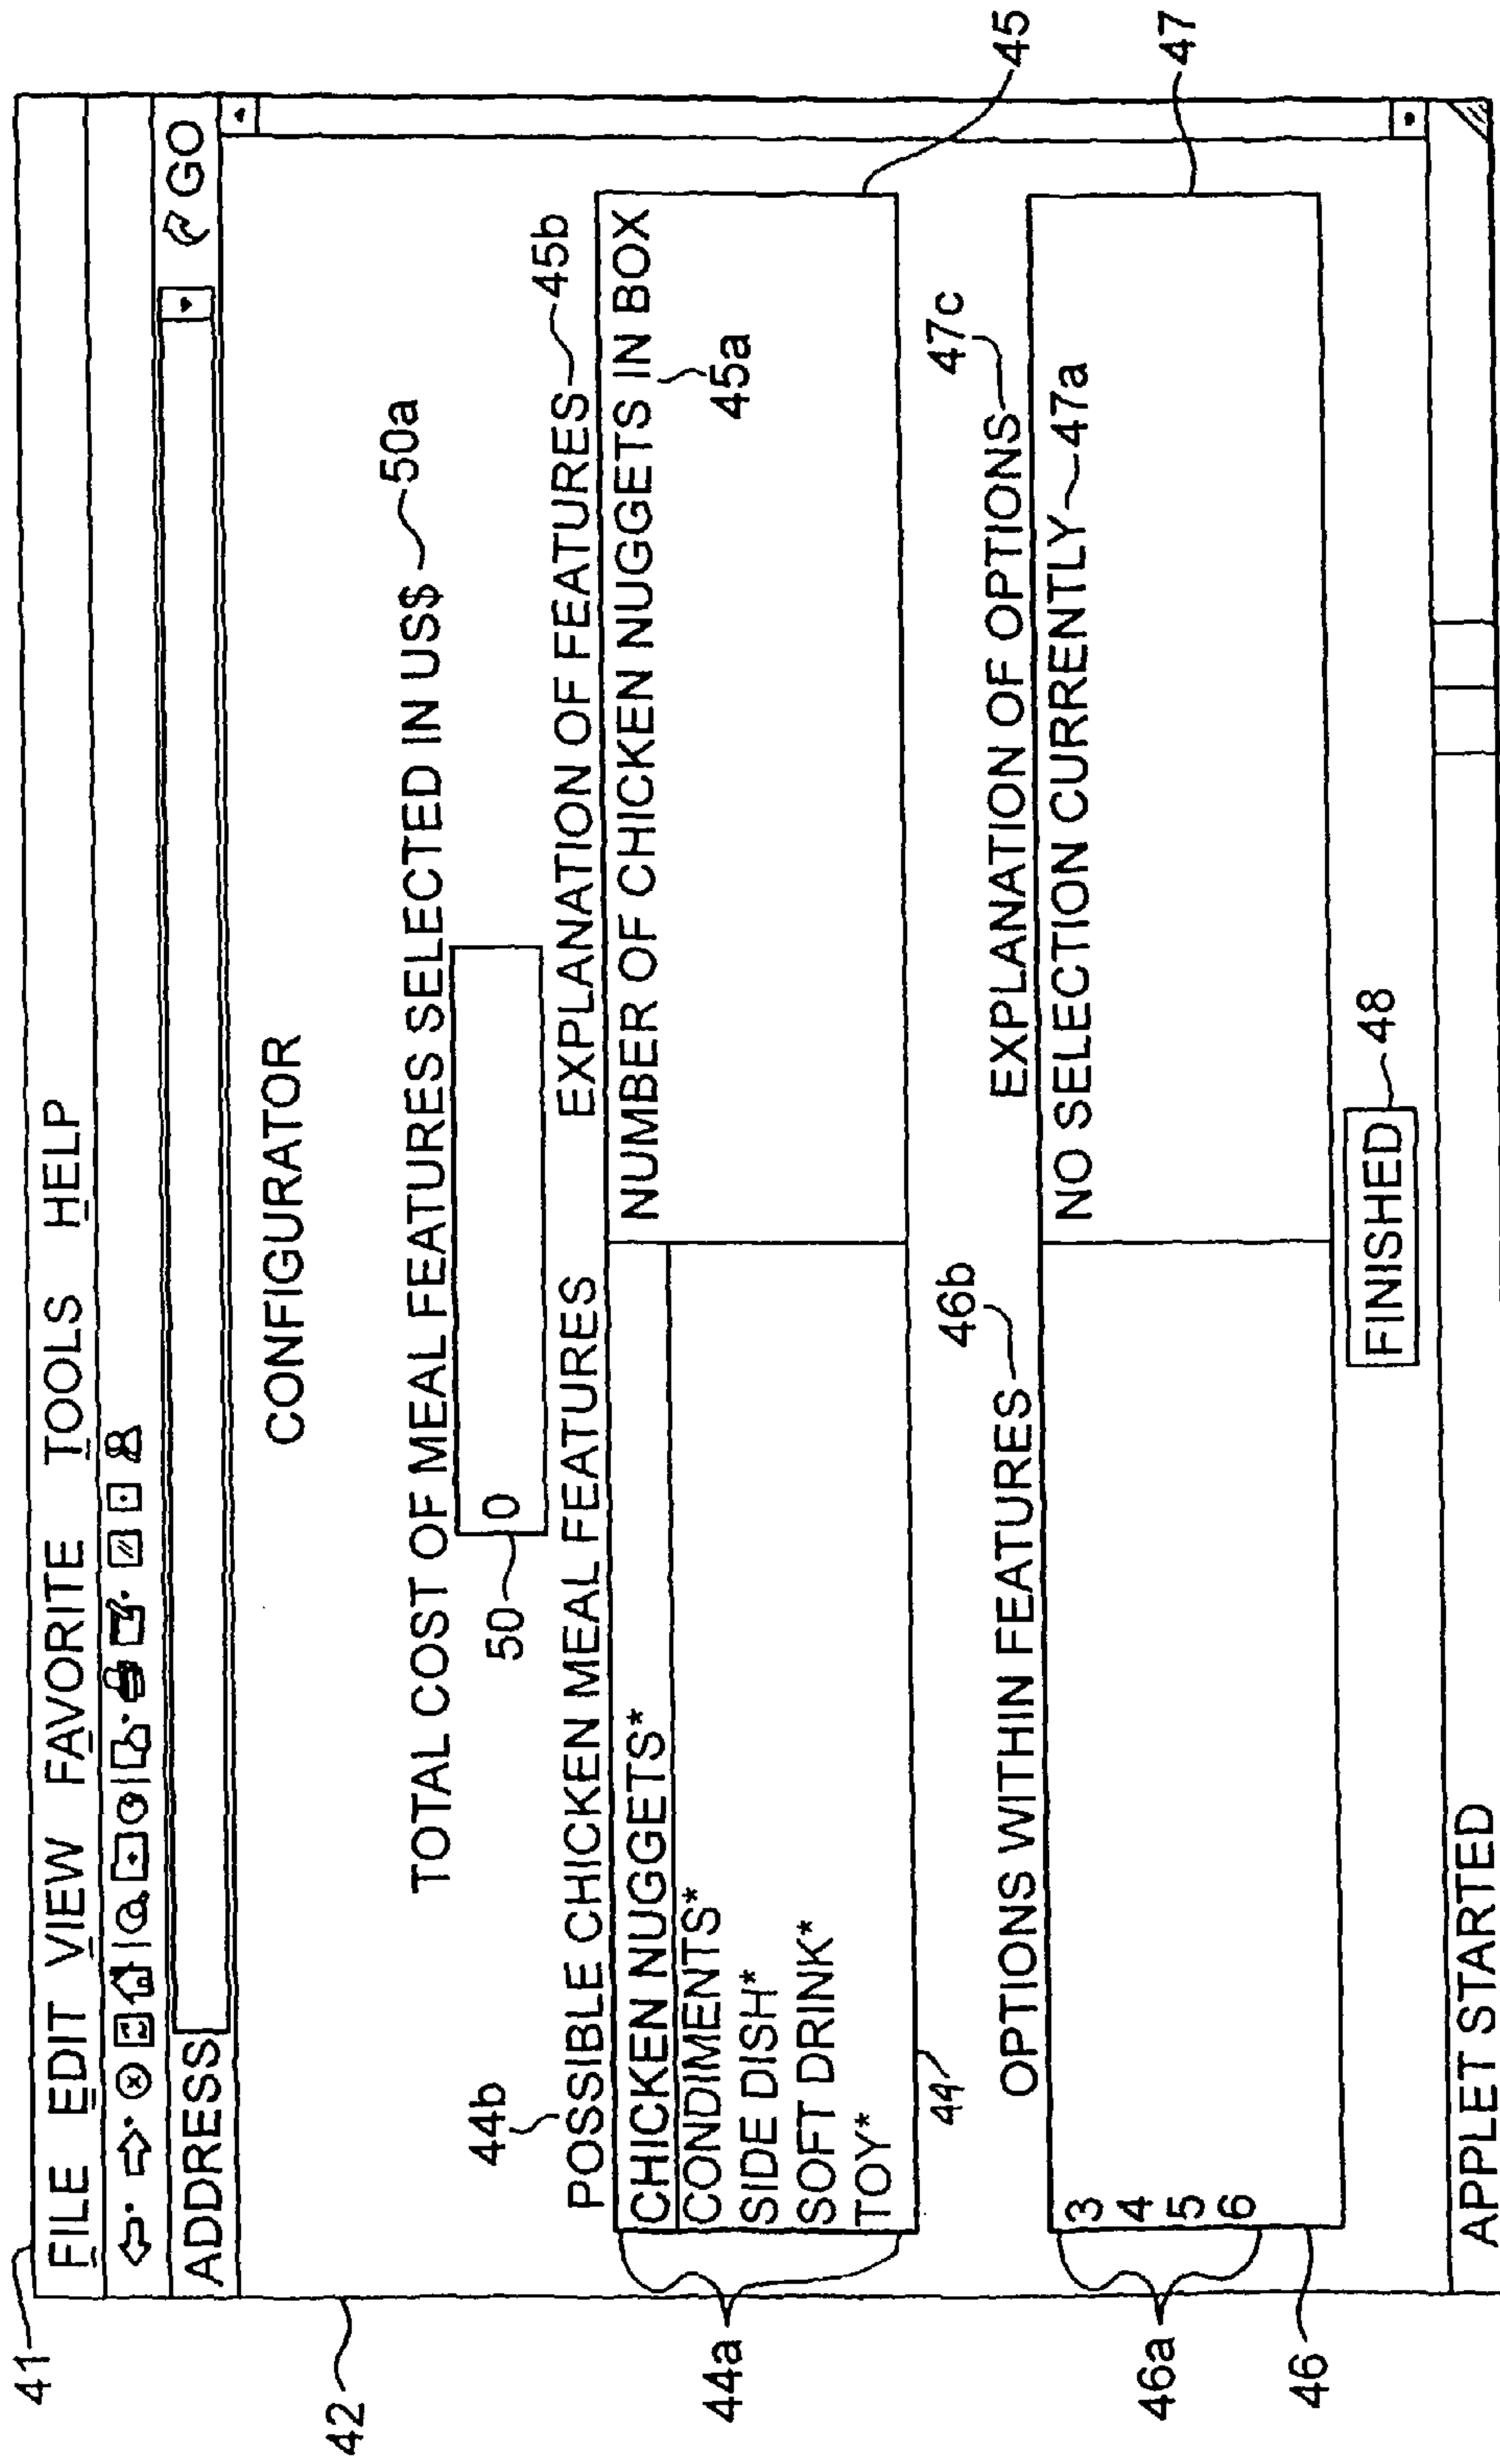 41
FILE EDIT VIEW FAVORITE TOOLS HELP
ADDRESS GO
42
CONFIGURATOR
TOTAL COST OF MEAL FEATURES SELECTED IN US$ 50a
50 0
44b
POSSIBLE CHICKEN MEAL FEATURES EXPLANATION OF FEATURES 45b
CHICKEN NUGGETS* NUMBER OF CHICKEN NUGGETS IN BOX
CONDIMENTS*
45a
SIDE DISH*
SOFT DRINK*
TOY*
44a
44
45
46b 47c
OPTIONS WITHIN FEATURES EXPLANATION OF OPTIONS
3 NO SELECTION CURRENTLY 47a
4
5
6
46a
46
47
FINISHED 48
APPLET STARTED